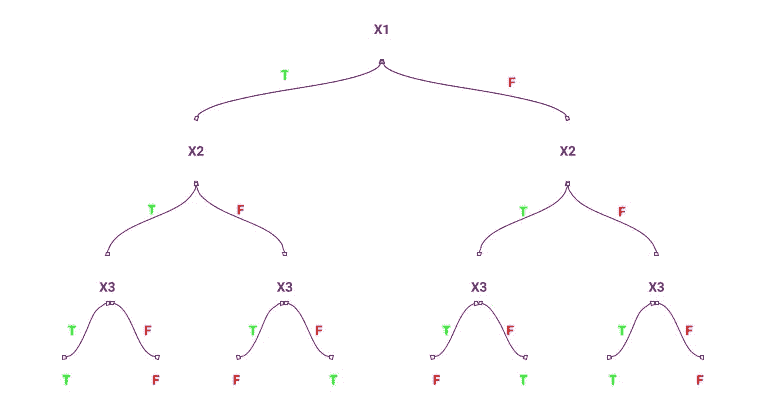 X1
T F
X2 X2
T F T F
X3 X3 X3 X3
T F T F T F T F
T F F T F T T F